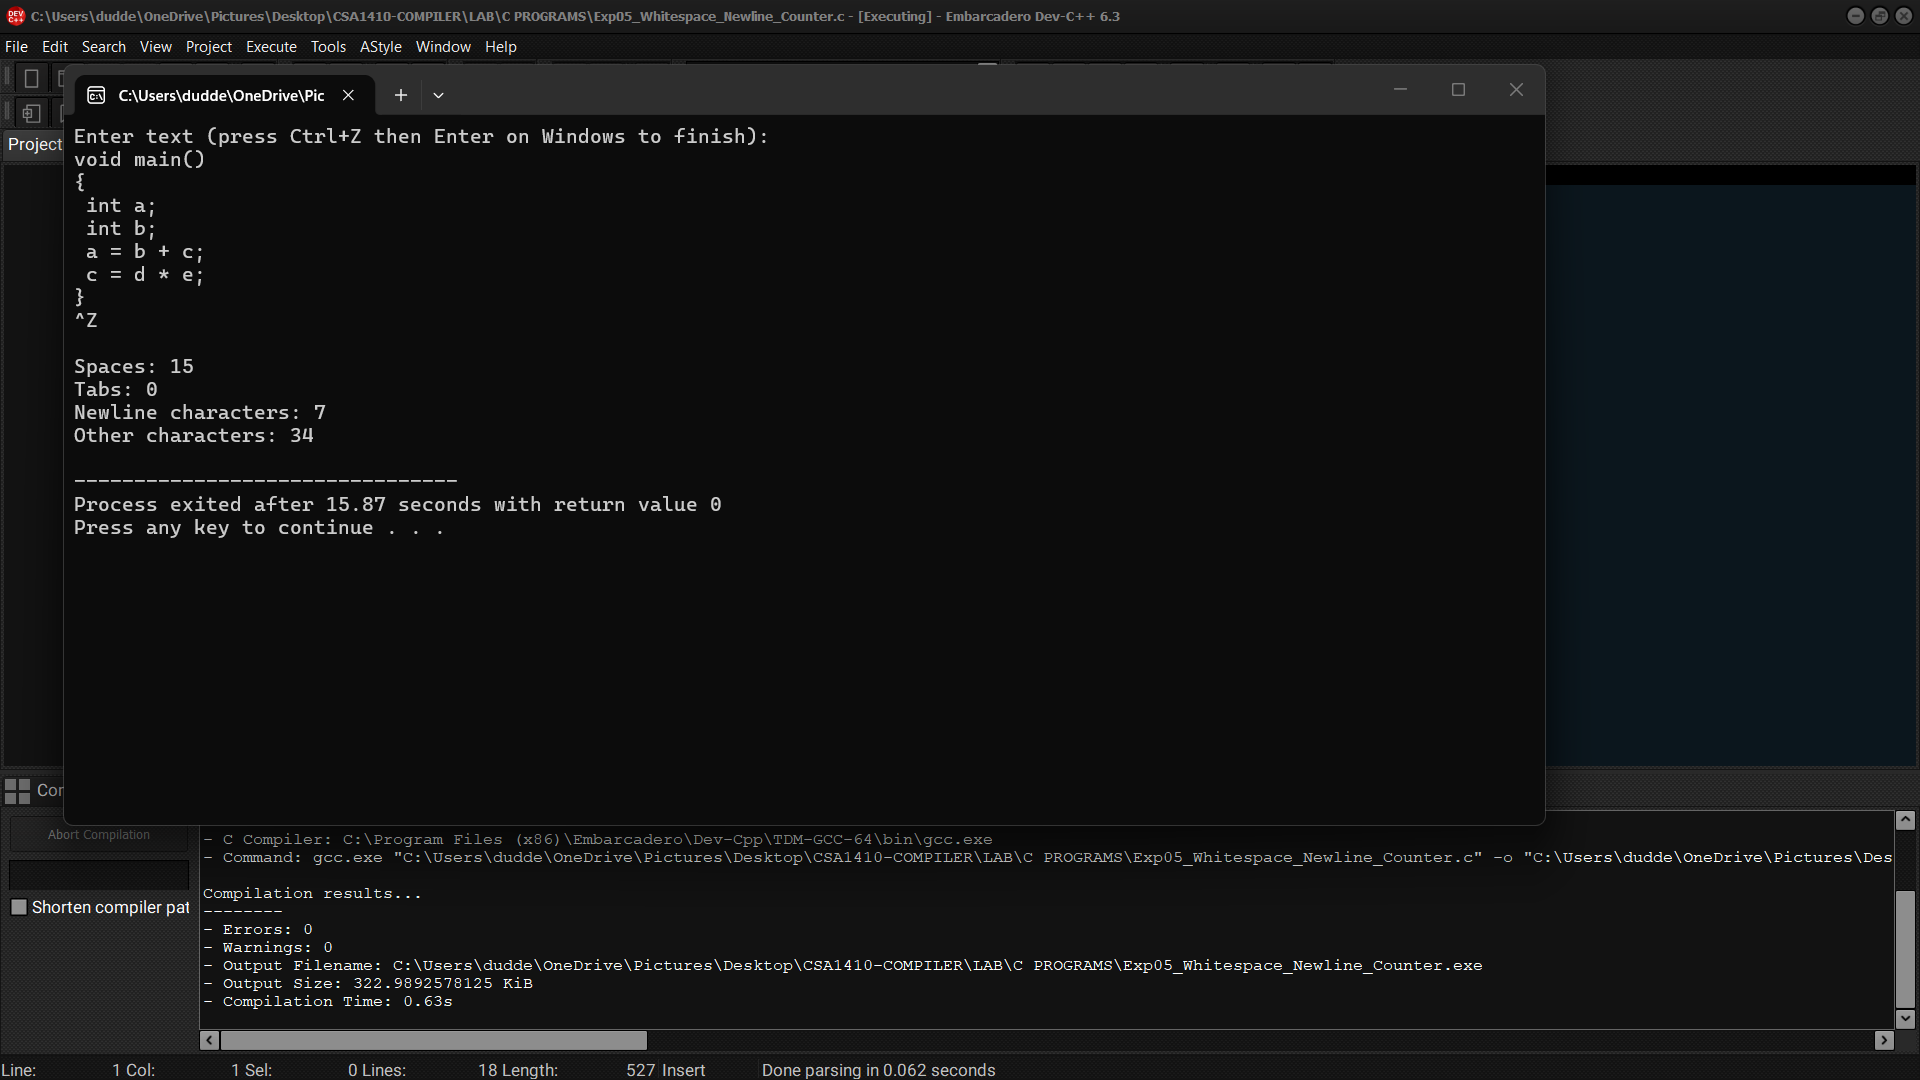 C:\Users\dudde\OneDrive\Pictures\Desktop\CSA1410-COMPILER\LAB\C PROGRAMS\Exp05_Whitespace_Newline_Counter.c - [Executing] - Embarcadero Dev-C++ 6.3
File Edit Search View Project Execute Tools AStyle Window Help
C:\Users\dudde\OneDrive\Pic
Project
Enter text (press Ctrl+Z then Enter on Windows to finish):
void main()
{
 int a;
 int b;
 a = b + c;
 c = d * e;
}
^Z
Spaces: 15
Tabs: 0
Newline characters: 7
Other characters: 34
--------------------------------
Process exited after 15.87 seconds with return value 0
Press any key to continue . . .
Con
Abort Compilation
Shorten compiler pat
- C Compiler: C:\Program Files (x86)\Embarcadero\Dev-Cpp\TDM-GCC-64\bin\gcc.exe
- Command: gcc.exe "C:\Users\dudde\OneDrive\Pictures\Desktop\CSA1410-COMPILER\LAB\C PROGRAMS\Exp05_Whitespace_Newline_Counter.c" -o "C:\Users\dudde\OneDrive\Pictures\Des
Compilation results...
--------
- Errors: 0
- Warnings: 0
- Output Filename: C:\Users\dudde\OneDrive\Pictures\Desktop\CSA1410-COMPILER\LAB\C PROGRAMS\Exp05_Whitespace_Newline_Counter.exe
- Output Size: 322.9892578125 KiB
- Compilation Time: 0.63s
Line: 1 Col: 1 Sel: 0 Lines: 18 Length: 527 Insert Done parsing in 0.062 seconds